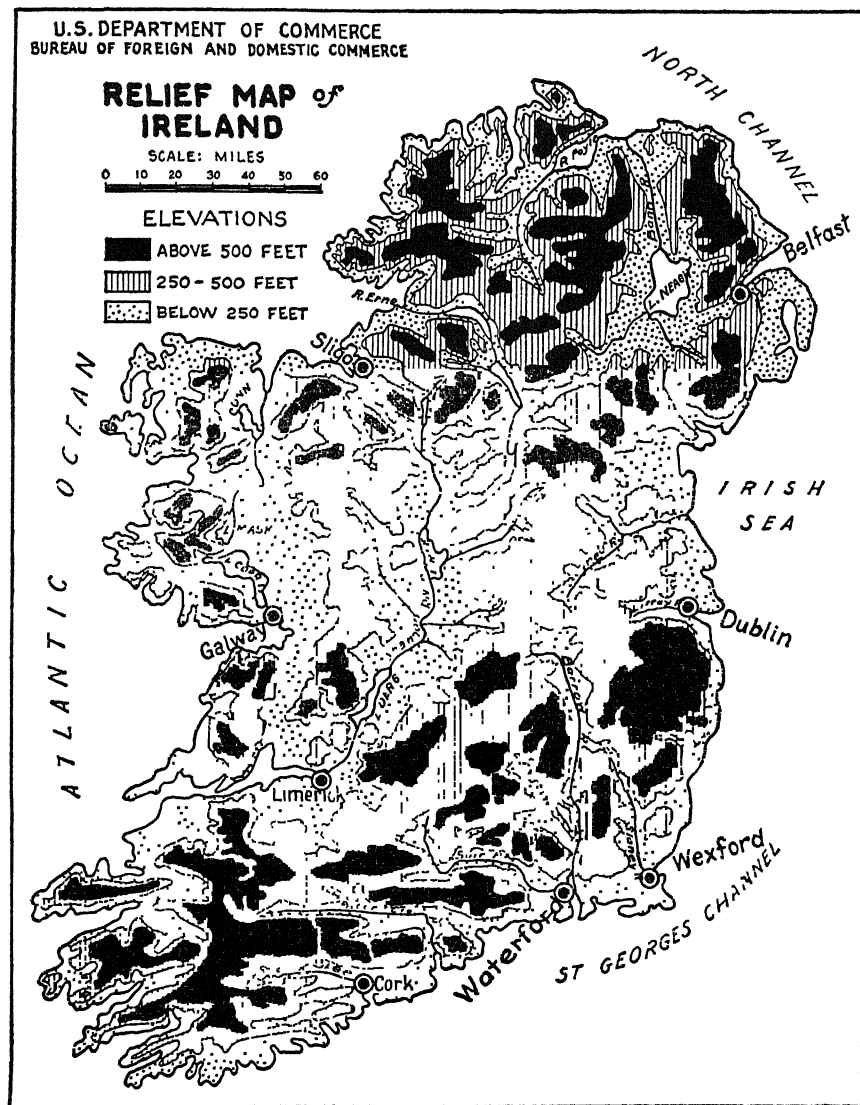 U.S. DEPARTMENT OF COMMERCE
BUREAU OF FOREIGN AND DOMESTIC COMMERCE
RELIEF MAP of
IRELAND
SCALE: MILES
0 10 20 30 40 50 60
ELEVATIONS
ABOVE 500 FEET
250-500 FEET
BELOW 250 FEET
NORTH CHANNEL
Belfast
L. NEAGH
R. Erne
Sligo
ATLANTIC OCEAN
IRISH
SEA
MASK
Dublin
Galway
DERG
Limerick
Wexford
Waterford
ST GEORGES CHANNEL
Cork